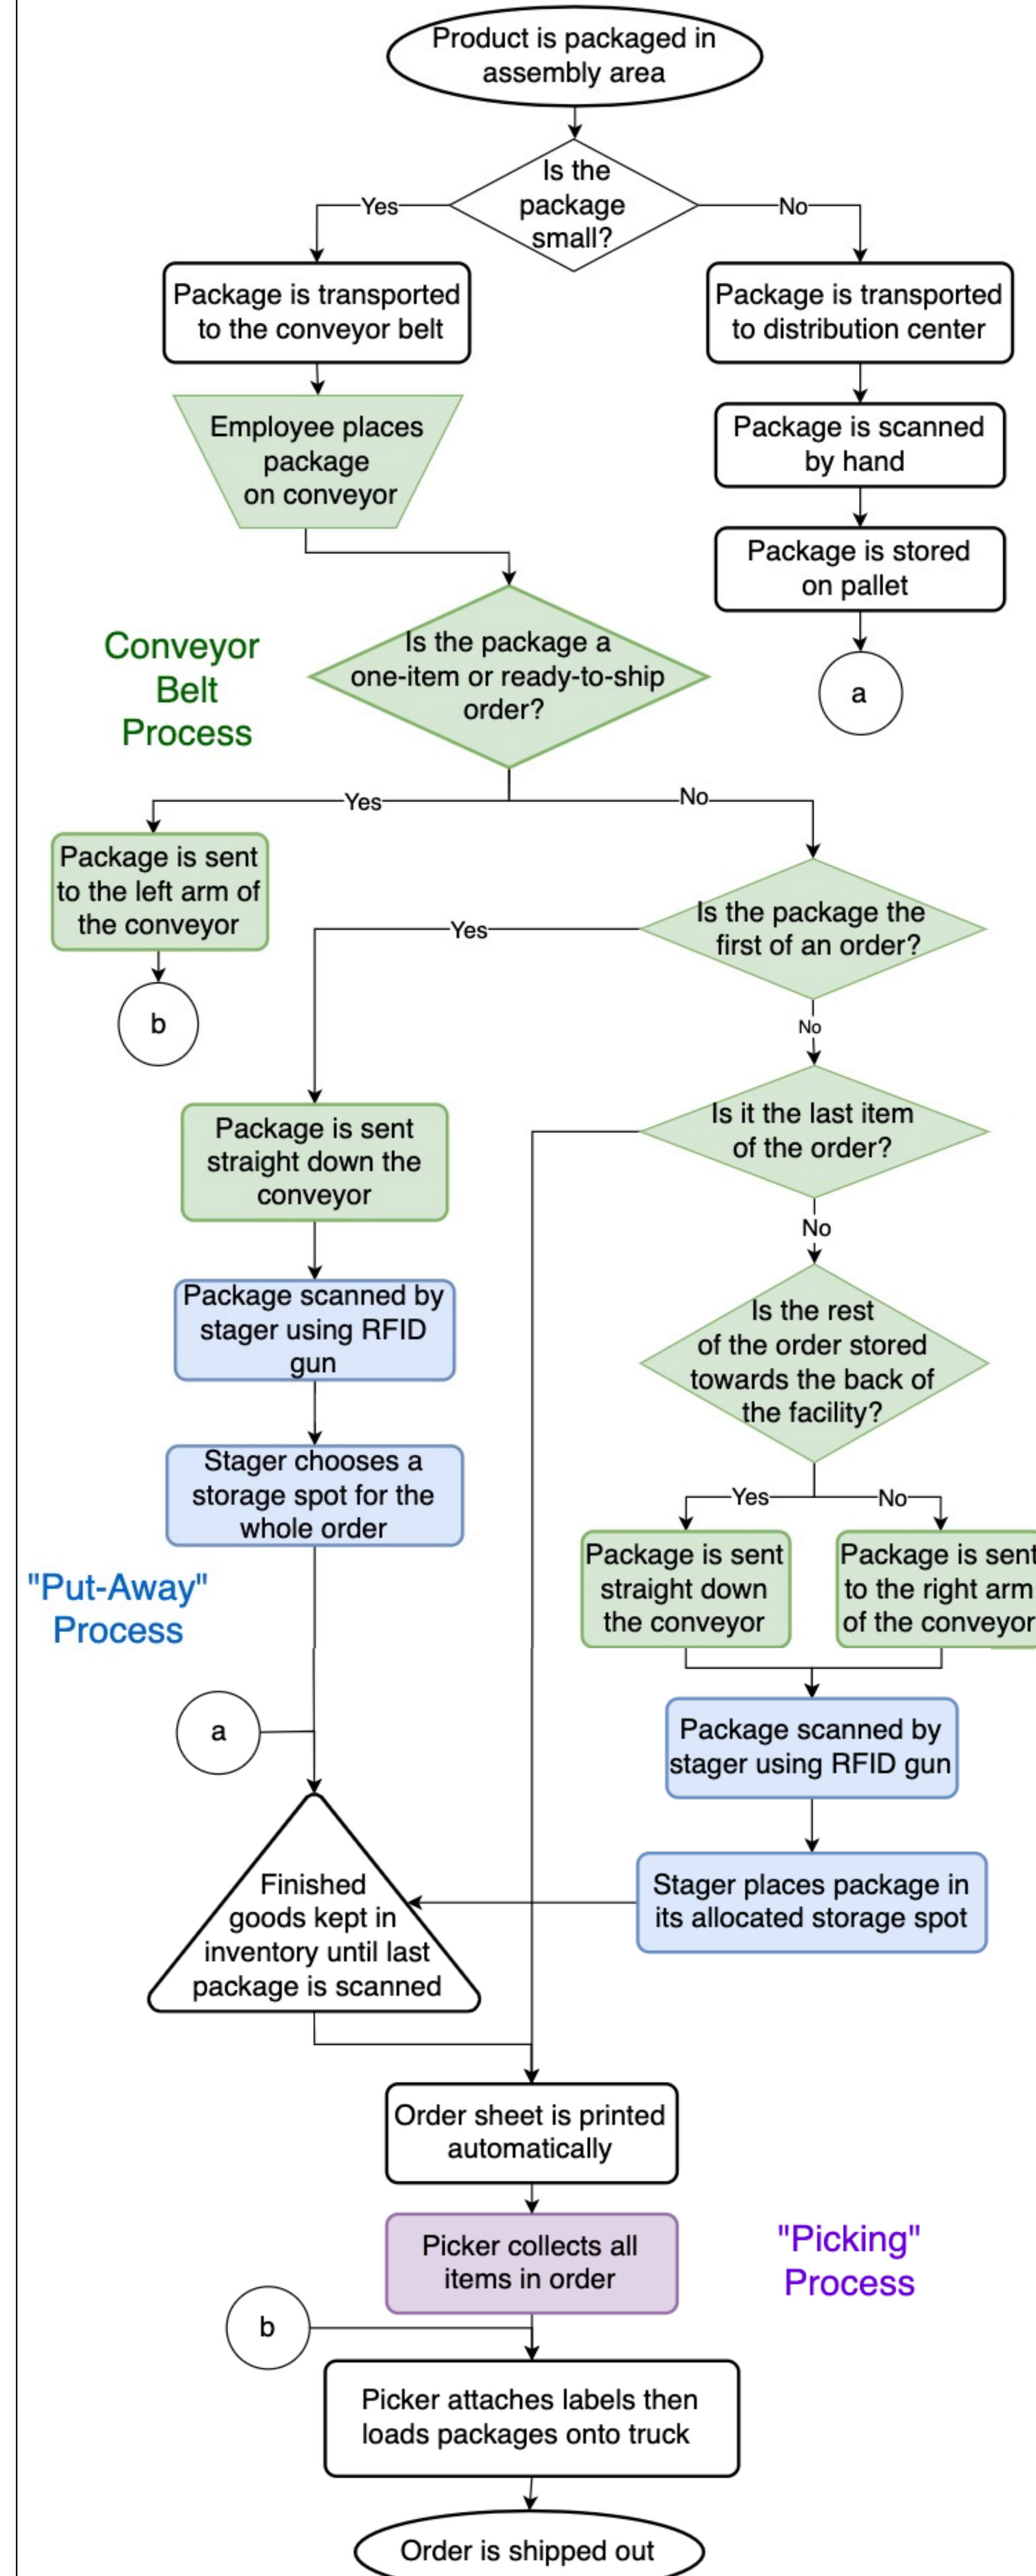 Product is packaged in
assembly area
Is the
package
small?
Yes
No
Package is transported
to the conveyor belt
Package is transported
to distribution center
Employee places
package
on conveyor
Package is scanned
by hand
Package is stored
on pallet
a
Conveyor
Belt
Process
Is the package a
one-item or ready-to-ship
order?
Yes
No
Package is sent
to the left arm of
the conveyor
b
Is the package the
first of an order?
Yes
No
Package is sent
straight down the
conveyor
Is it the last item
of the order?
No
Package scanned by
stager using RFID
gun
Is the rest
of the order stored
towards the back of
the facility?
Stager chooses a
storage spot for the
whole order
Yes
No
Package is sent
straight down
the conveyor
Package is sent
to the right arm
of the conveyor
"Put-Away"
Process
a
Package scanned by
stager using RFID gun
Finished
goods kept in
inventory until last
package is scanned
Stager places package in
its allocated storage spot
Order sheet is printed
automatically
Picker collects all
items in order
"Picking"
Process
b
Picker attaches labels then
loads packages onto truck
Order is shipped out